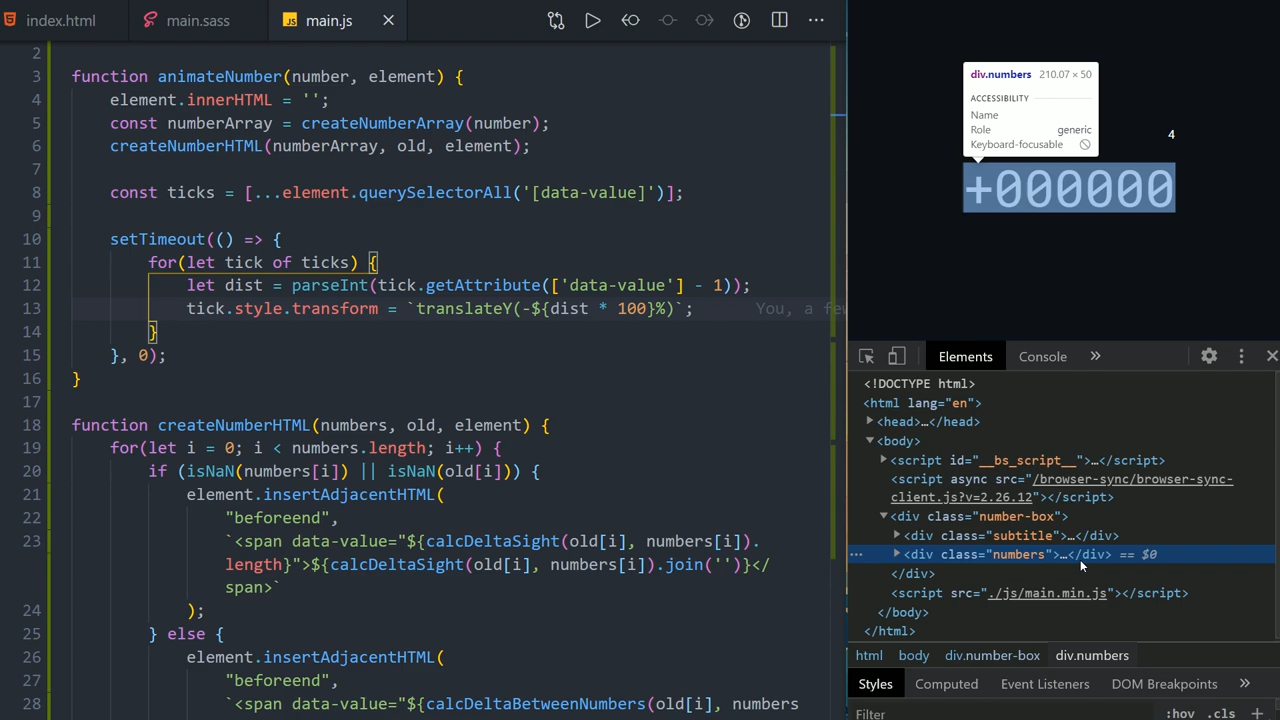 index.html
main.sass
JS main.js
2
3 function animateNumber(number, element) {
4 element.innerHTML = '';
5 const numberArray = createNumberArray(number);
6 createNumberHTML(numberArray, old, element);
7
8 const ticks = [...element.querySelectorAll('[data-value]')];
9
10 setTimeout(() => {
11 for(let tick of ticks) {
12 let dist = parseInt(tick.getAttribute(['data-value'] - 1));
13 tick.style.transform = `translateY(-${dist * 100}%)`; You, a few
14 }
15 }, 0);
16 }
17
18 function createNumberHTML(numbers, old, element) {
19 for(let i = 0; i < numbers.length; i++) {
20 if (isNaN(numbers[i]) || isNaN(old[i])) {
21 element.insertAdjacentHTML(
22 "beforeend",
23 `<span data-value="${calcDeltaSight(old[i], numbers[i]).
length}">${calcDeltaSight(old[i], numbers[i]).join('')}</
span>`
24 );
25 } else {
26 element.insertAdjacentHTML(
27 "beforeend",
28 `<span data-value="${calcDeltaBetweenNumbers(old[i], numbers
div.numbers 210.07 × 50
ACCESSIBILITY
Name
Role generic
Keyboard-focusable
4
+000000
Elements Console »
<!DOCTYPE html>
<html lang="en">
<head>…</head>
<body>
<script id="__bs_script__">…</script>
<script async src="/browser-sync/browser-sync-
client.js?v=2.26.12"></script>
<div class="number-box">
<div class="subtitle">…</div>
<div class="numbers">…</div> == $0
</div>
<script src="./js/main.min.js"></script>
</body>
</html>
html body div.number-box div.numbers
Styles Computed Event Listeners DOM Breakpoints »
Filter :hov .cls +